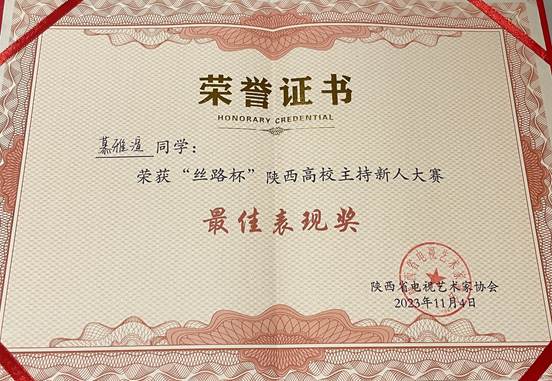 荣誉证书
HONORARY CREDENTIAL
慕雅渥 同学：
荣获“丝路杯”陕西高校主持新人大赛
最佳表现奖
陕西省电视艺术家协会
2023年11月4日